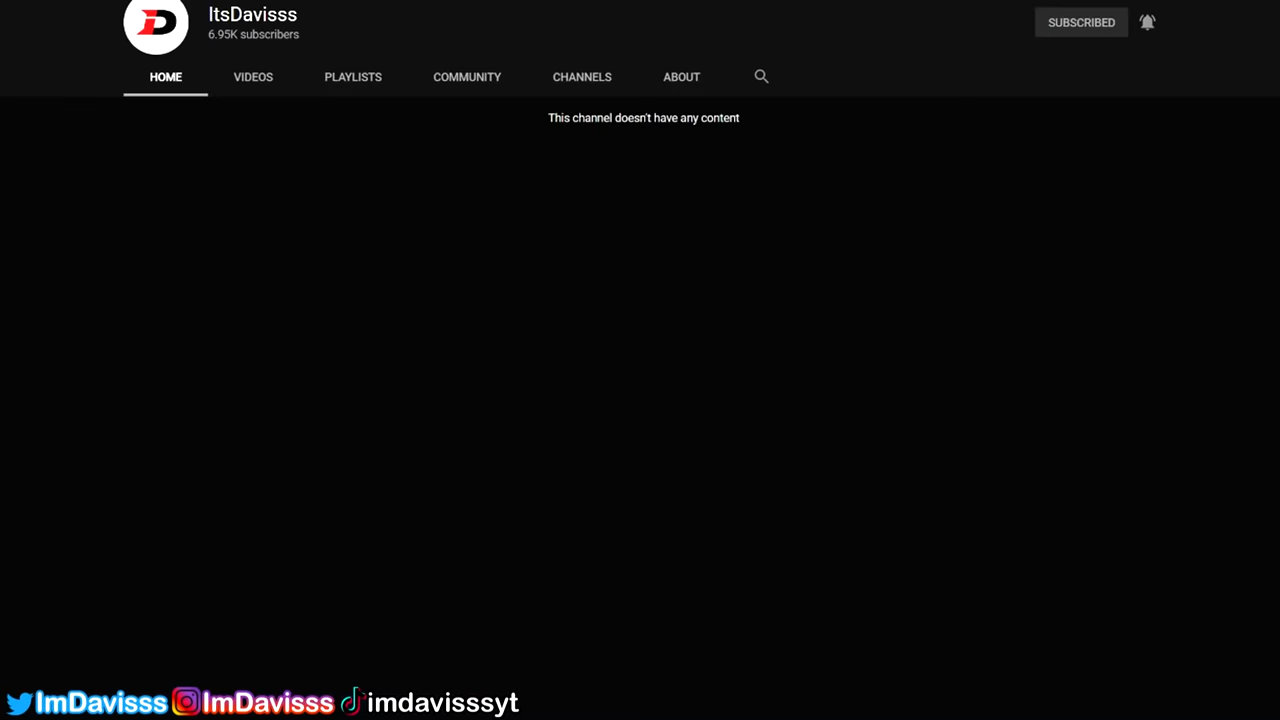 ItsDavisss
6.95K subscribers
SUBSCRIBED
HOME VIDEOS PLAYLISTS COMMUNITY CHANNELS ABOUT
This channel doesn't have any content
ImDavisss ImDavisss imdavisssyt